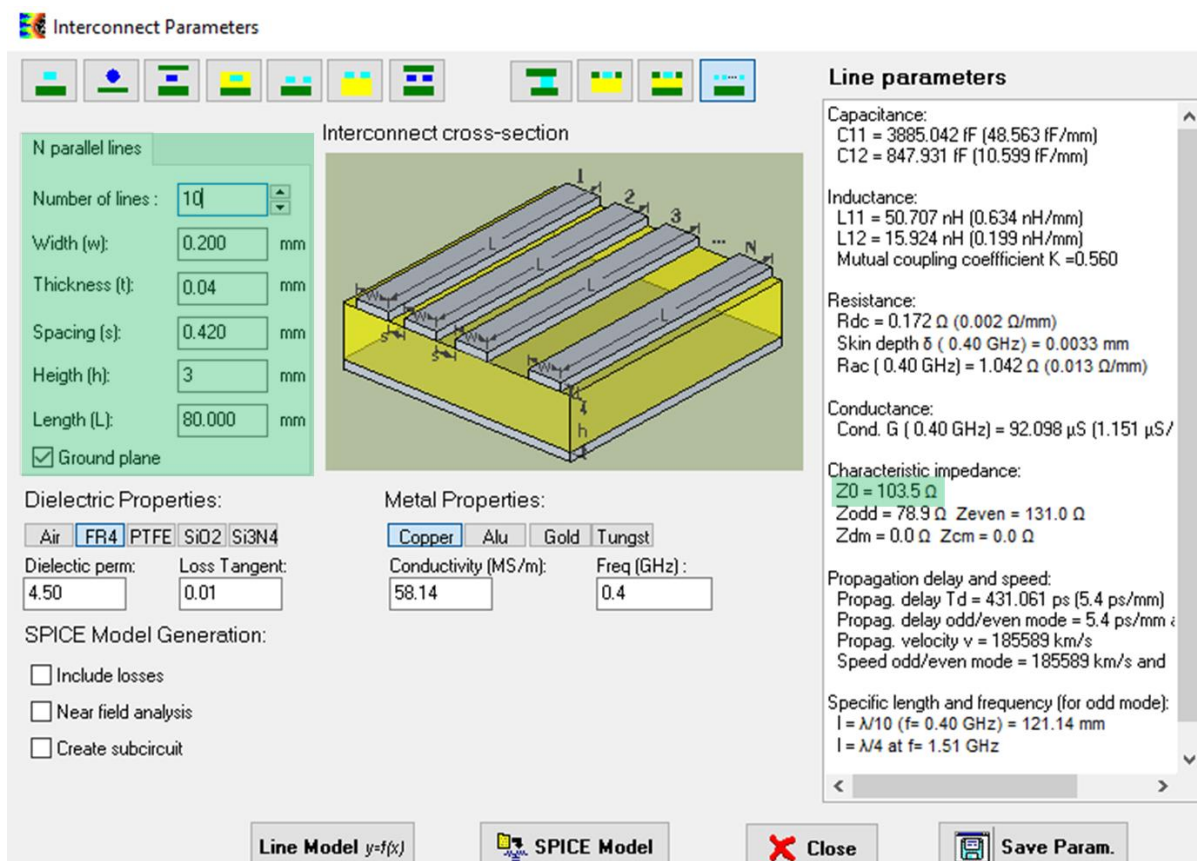 Interconnect Parameters
N parallel lines
Number of lines : 10
Width (w): 0.200 mm
Thickness (t): 0.04 mm
Spacing (s): 0.420 mm
Heigth (h): 3 mm
Length (L): 80.000 mm
Ground plane
Interconnect cross-section
1
2
3
...
N
L
L
L
L
w
w
w
w
s
s
h
Dielectric Properties:
Air FR4 PTFE SiO2 Si3N4
Dielectic perm: Loss Tangent:
4.50 0.01
Metal Properties:
Copper Alu Gold Tungst
Conductivity (MS/m): Freq (GHz) :
58.14 0.4
SPICE Model Generation:
Include losses
Near field analysis
Create subcircuit
Line parameters
Capacitance:
C11 = 3885.042 fF (48.563 fF/mm)
C12 = 847.931 fF (10.599 fF/mm)
Inductance:
L11 = 50.707 nH (0.634 nH/mm)
L12 = 15.924 nH (0.199 nH/mm)
Mutual coupling coeffficient K =0.560
Resistance:
Rdc = 0.172 Ω (0.002 Ω/mm)
Skin depth δ ( 0.40 GHz) = 0.0033 mm
Rac ( 0.40 GHz) = 1.042 Ω (0.013 Ω/mm)
Conductance:
Cond. G ( 0.40 GHz) = 92.098 µS (1.151 µS/
Characteristic impedance:
Z0 = 103.5 Ω
Zodd = 78.9 Ω Zeven = 131.0 Ω
Zdm = 0.0 Ω Zcm = 0.0 Ω
Propagation delay and speed:
Propag. delay Td = 431.061 ps (5.4 ps/mm)
Propag. delay odd/even mode = 5.4 ps/mm
Propag. velocity v = 185589 km/s
Speed odd/even mode = 185589 km/s and
Specific length and frequency (for odd mode):
l = λ/10 (f= 0.40 GHz) = 121.14 mm
l = λ/4 at f= 1.51 GHz
Line Model y=f(x)
SPICE Model
Close
Save Param.